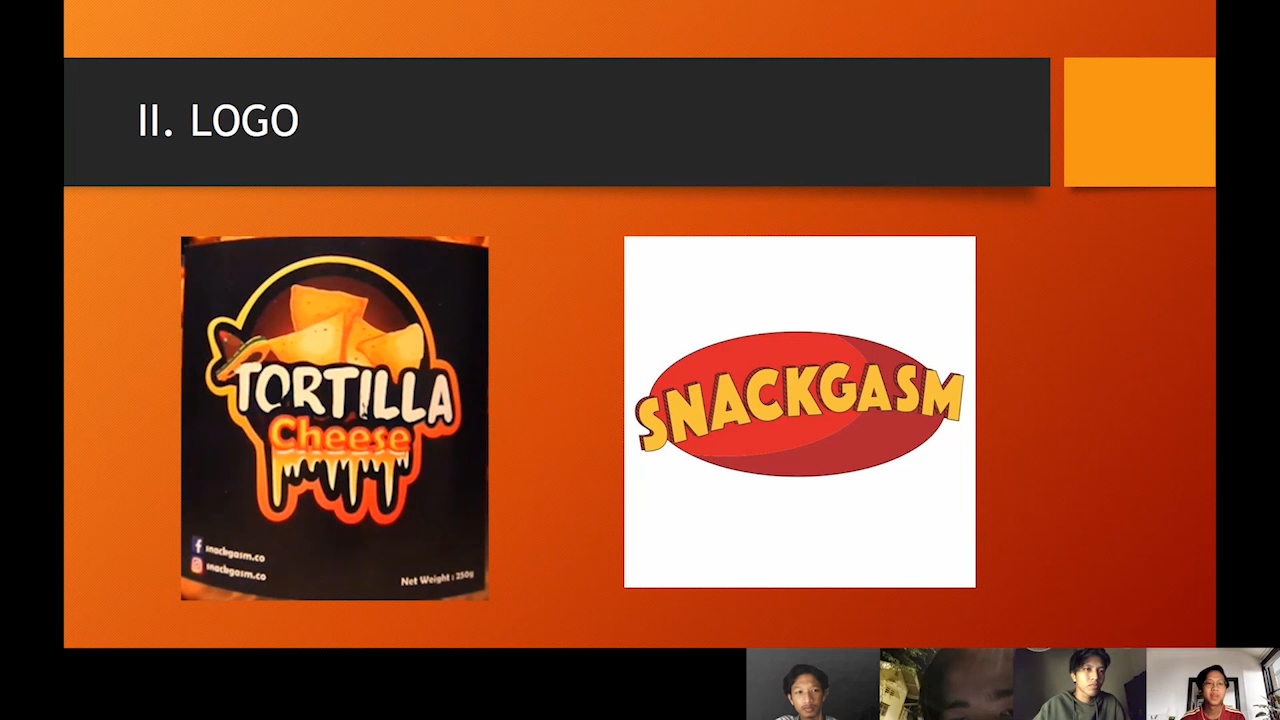 II. LOGO
TORTILLA
Cheese
snackgasm.co
snackgasm.co
Net Weight : 250g
SNACKGASM